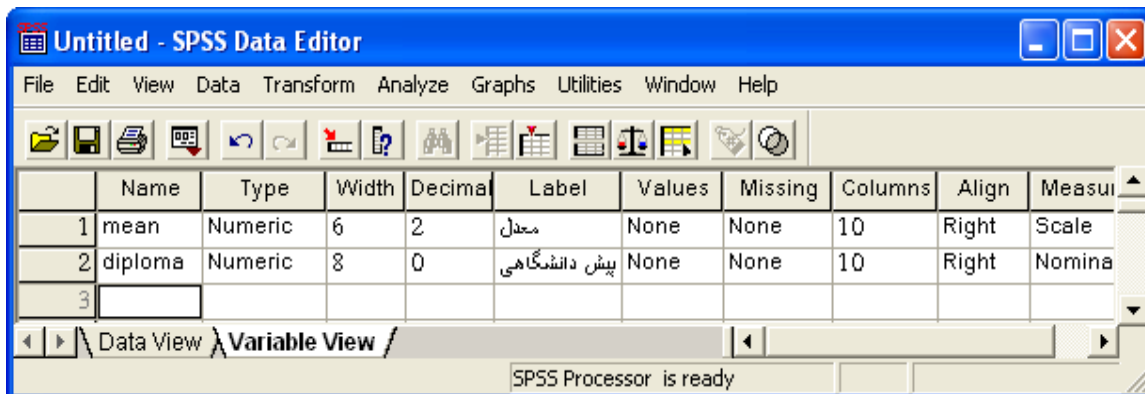 SPSS
Untitled - SPSS Data Editor
File Edit View Data Transform Analyze Graphs Utilities Window Help
Name Type Width Decimal Label Values Missing Columns Align Measur
1 mean Numeric 6 2 معدل None None 10 Right Scale
2 diploma Numeric 8 0 پیش دانشگاهی None None 10 Right Nomina
3
Data View Variable View
SPSS Processor is ready